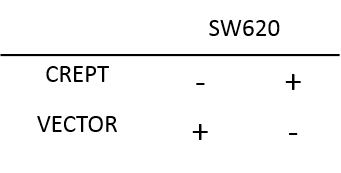 SW620
CREPT - +
VECTOR + -